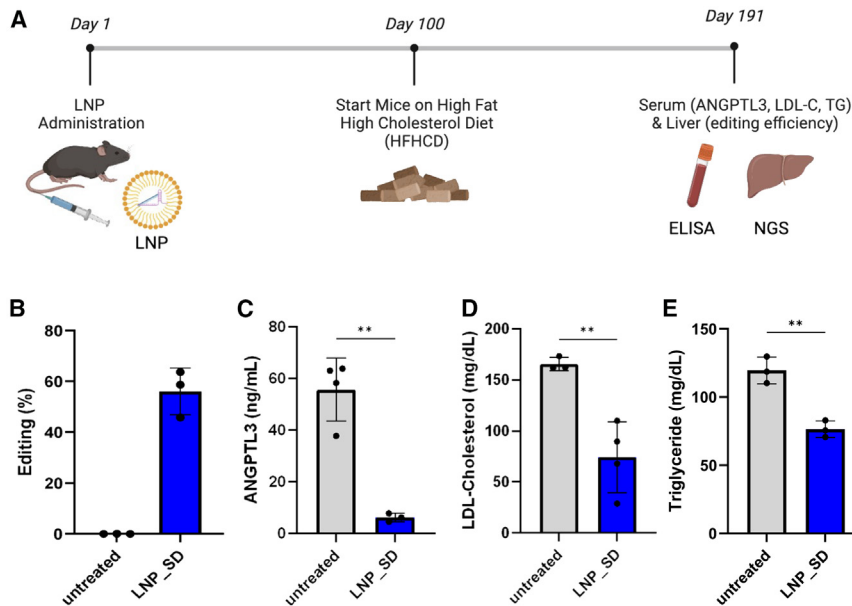 A
Day 1
Day 100
Day 191
LNP
Administration
Start Mice on High Fat
High Cholesterol Diet
(HFHCD)
Serum (ANGPTL3, LDL-C, TG)
& Liver (editing efficiency)
LNP
ELISA
NGS
B
80
60
40
20
0
Editing (%)
untreated
LNP_SD
C
80
60
40
20
0
ANGPTL3 (ng/mL)
**
untreated
LNP_SD
D
200
150
100
50
0
LDL-Cholesterol (mg/dL)
**
untreated
LNP_SD
E
150
100
50
0
Triglyceride (mg/dL)
**
untreated
LNP_SD